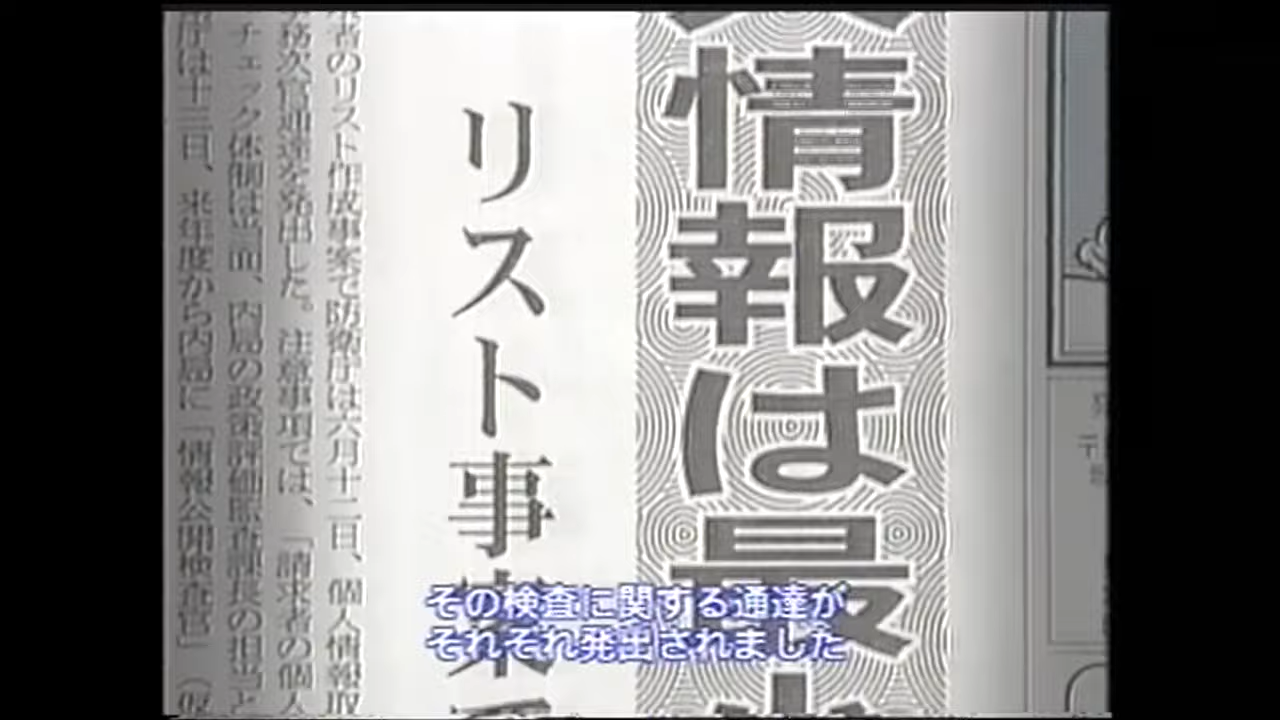 情報は最
リスト事案
者のリスト作成事案で防衛庁は六月十二日、個人情報取
務次官通達を発出した。注意事項では、「請求者の個人
チェック体制は当面、内局の政策評価監査課長の担当と
庁は十三日、来年度から内局に「情報公開検査官」（仮
その検査に関する通達が
それぞれ発出されました